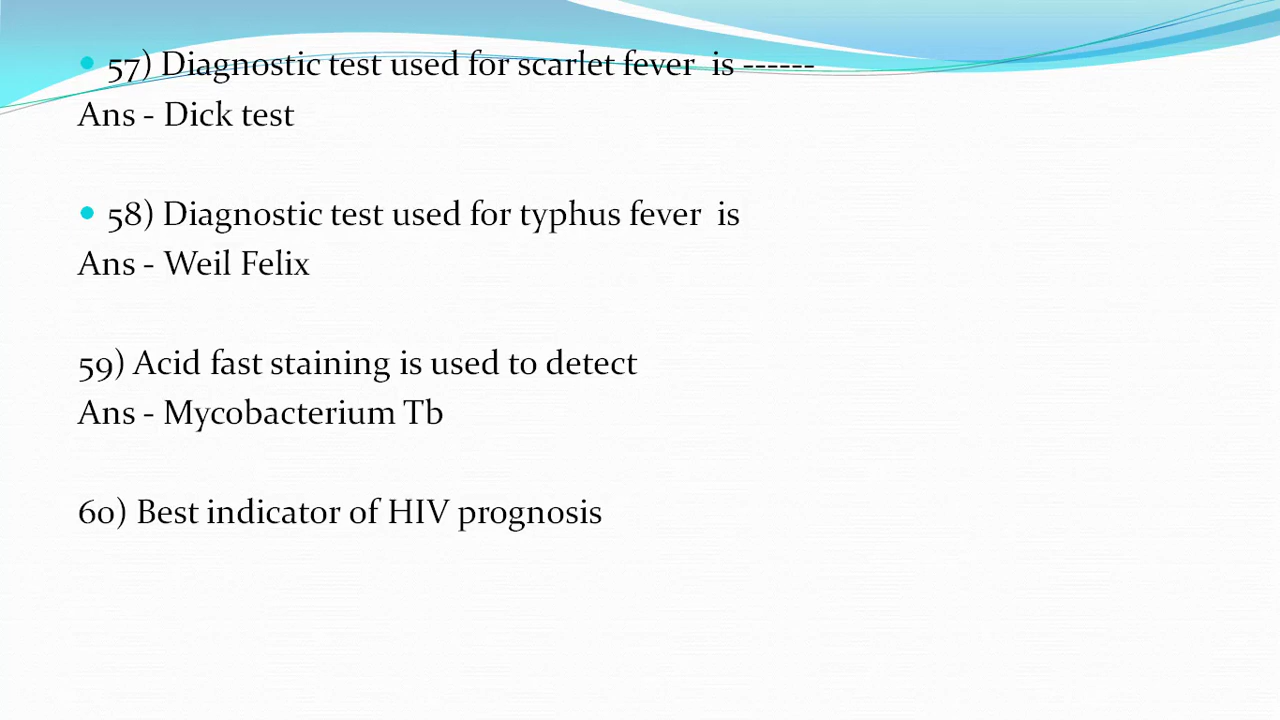 • 57) Diagnostic test used for scarlet fever  is ------
Ans - Dick test
• 58) Diagnostic test used for typhus fever  is
Ans - Weil Felix
59) Acid fast staining is used to detect
Ans - Mycobacterium Tb
60) Best indicator of HIV prognosis